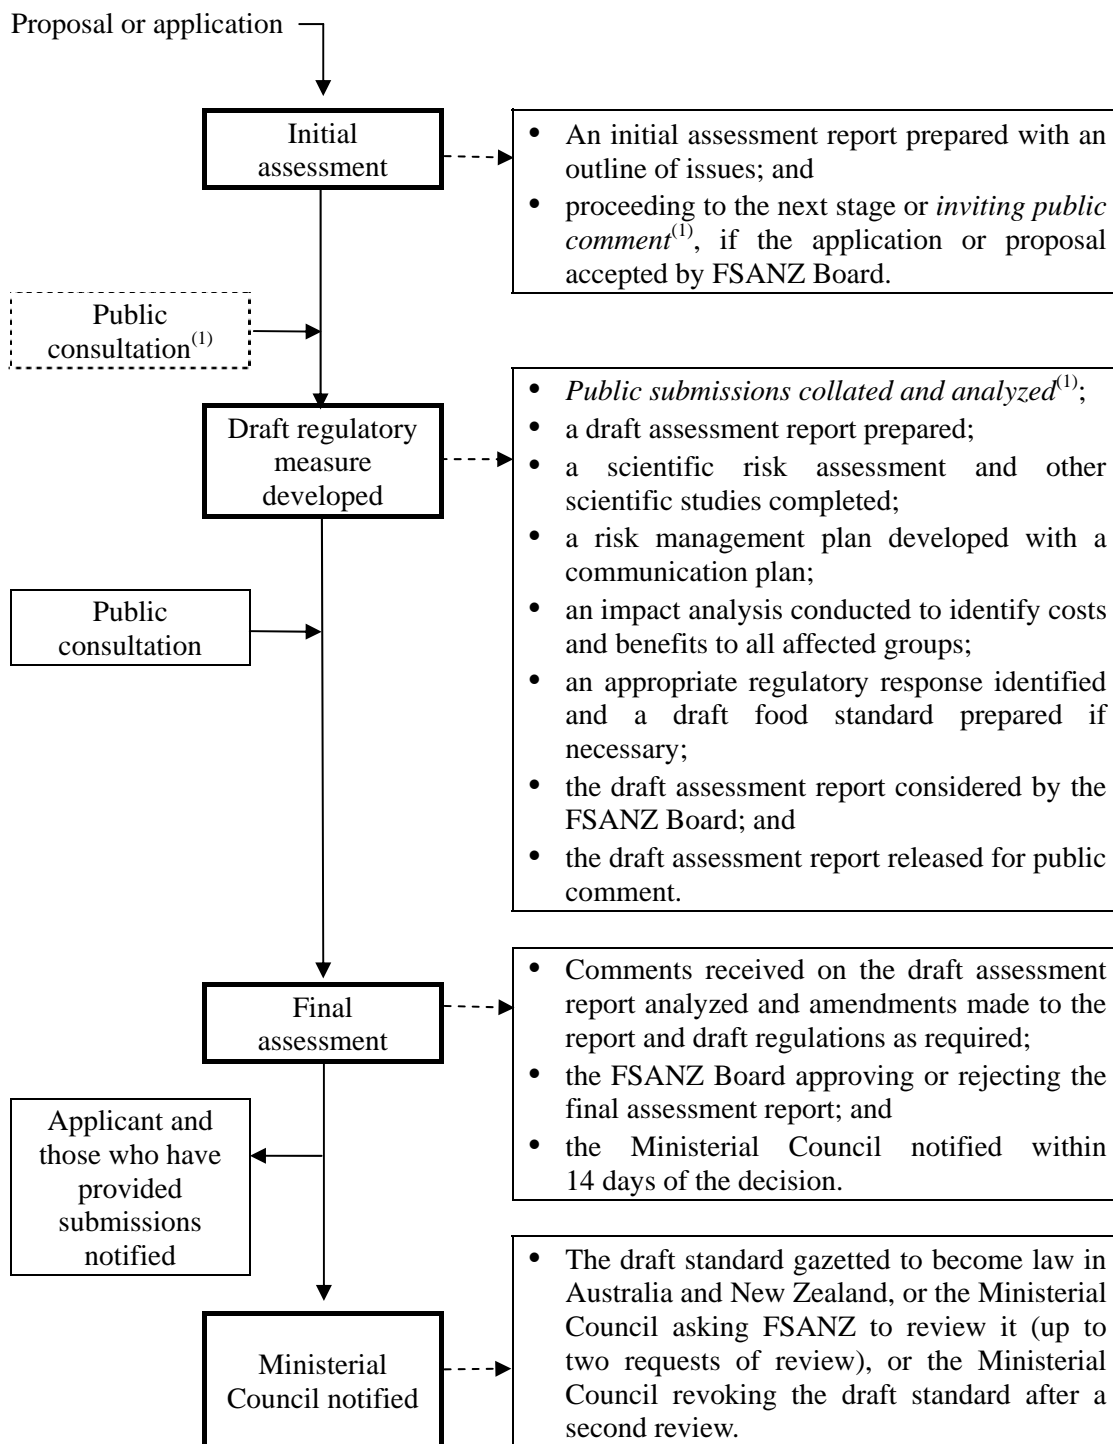 Proposal or application
Initial
assessment
• An initial assessment report prepared with an
outline of issues; and
• proceeding to the next stage or inviting public
comment(1), if the application or proposal
accepted by FSANZ Board.
Public
consultation(1)
Draft regulatory
measure
developed
• Public submissions collated and analyzed(1);
• a draft assessment report prepared;
• a scientific risk assessment and other
scientific studies completed;
• a risk management plan developed with a
communication plan;
• an impact analysis conducted to identify costs
and benefits to all affected groups;
• an appropriate regulatory response identified
and a draft food standard prepared if
necessary;
• the draft assessment report considered by the
FSANZ Board; and
• the draft assessment report released for public
comment.
Public
consultation
Final
assessment
• Comments received on the draft assessment
report analyzed and amendments made to the
report and draft regulations as required;
• the FSANZ Board approving or rejecting the
final assessment report; and
• the Ministerial Council notified within
14 days of the decision.
Applicant and
those who have
provided
submissions
notified
Ministerial
Council notified
• The draft standard gazetted to become law in
Australia and New Zealand, or the Ministerial
Council asking FSANZ to review it (up to
two requests of review), or the Ministerial
Council revoking the draft standard after a
second review.